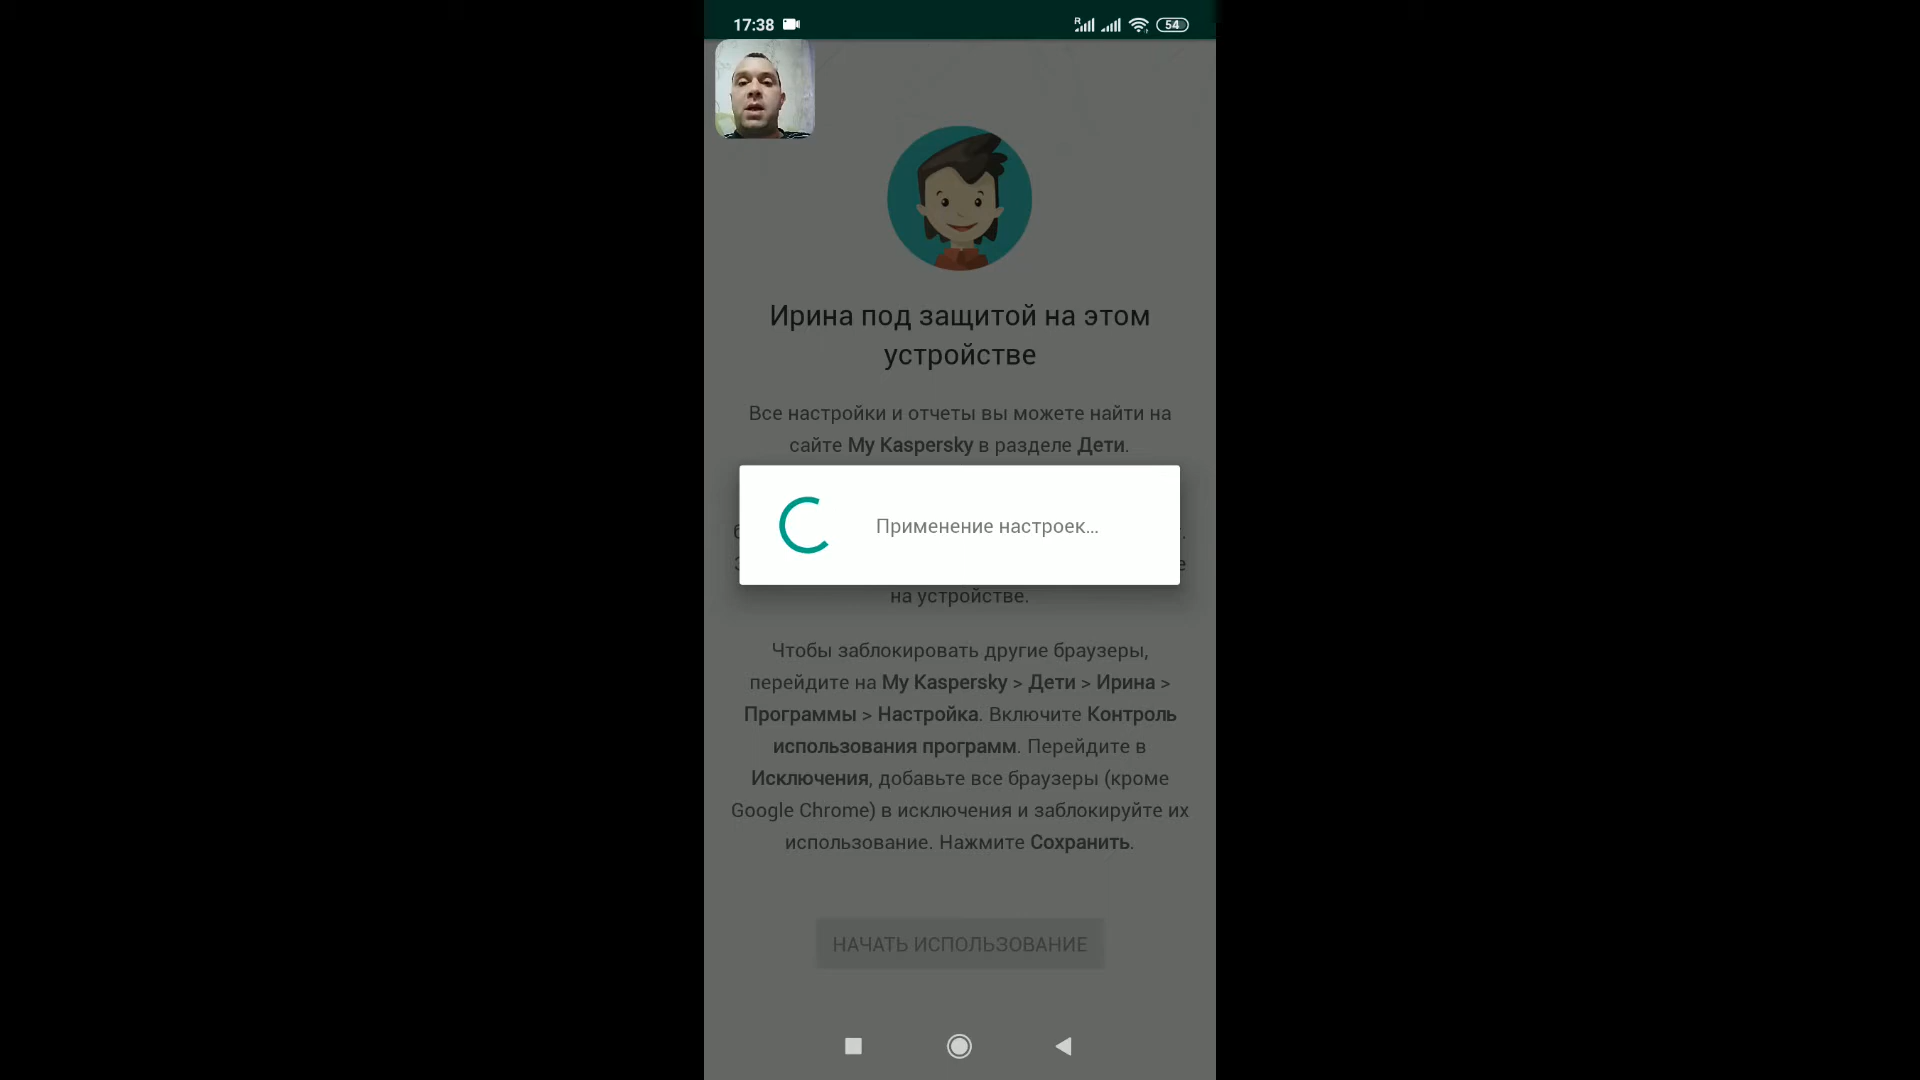 17:38
R
54
Ирина под защитой на этом
устройстве
Все настройки и отчеты вы можете найти на
сайте My Kaspersky в разделе Дети.
Применение настроек...
на устройстве.
Чтобы заблокировать другие браузеры,
перейдите на My Kaspersky > Дети > Ирина >
Программы > Настройка. Включите Контроль
использования программ. Перейдите в
Исключения, добавьте все браузеры (кроме
Google Chrome) в исключения и заблокируйте их
использование. Нажмите Сохранить.
НАЧАТЬ ИСПОЛЬЗОВАНИЕ